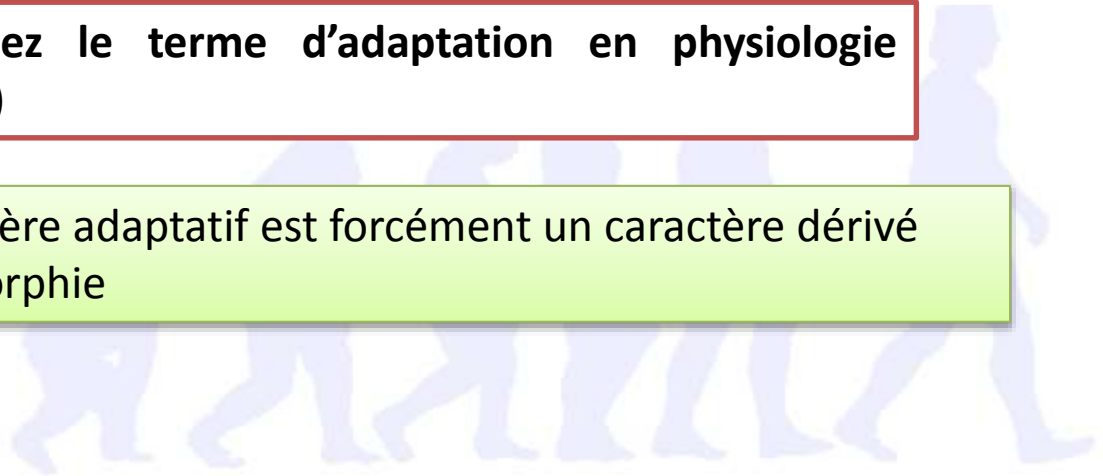 ez le terme d’adaptation en physiologie
)
ère adaptatif est forcément un caractère dérivé
orphie